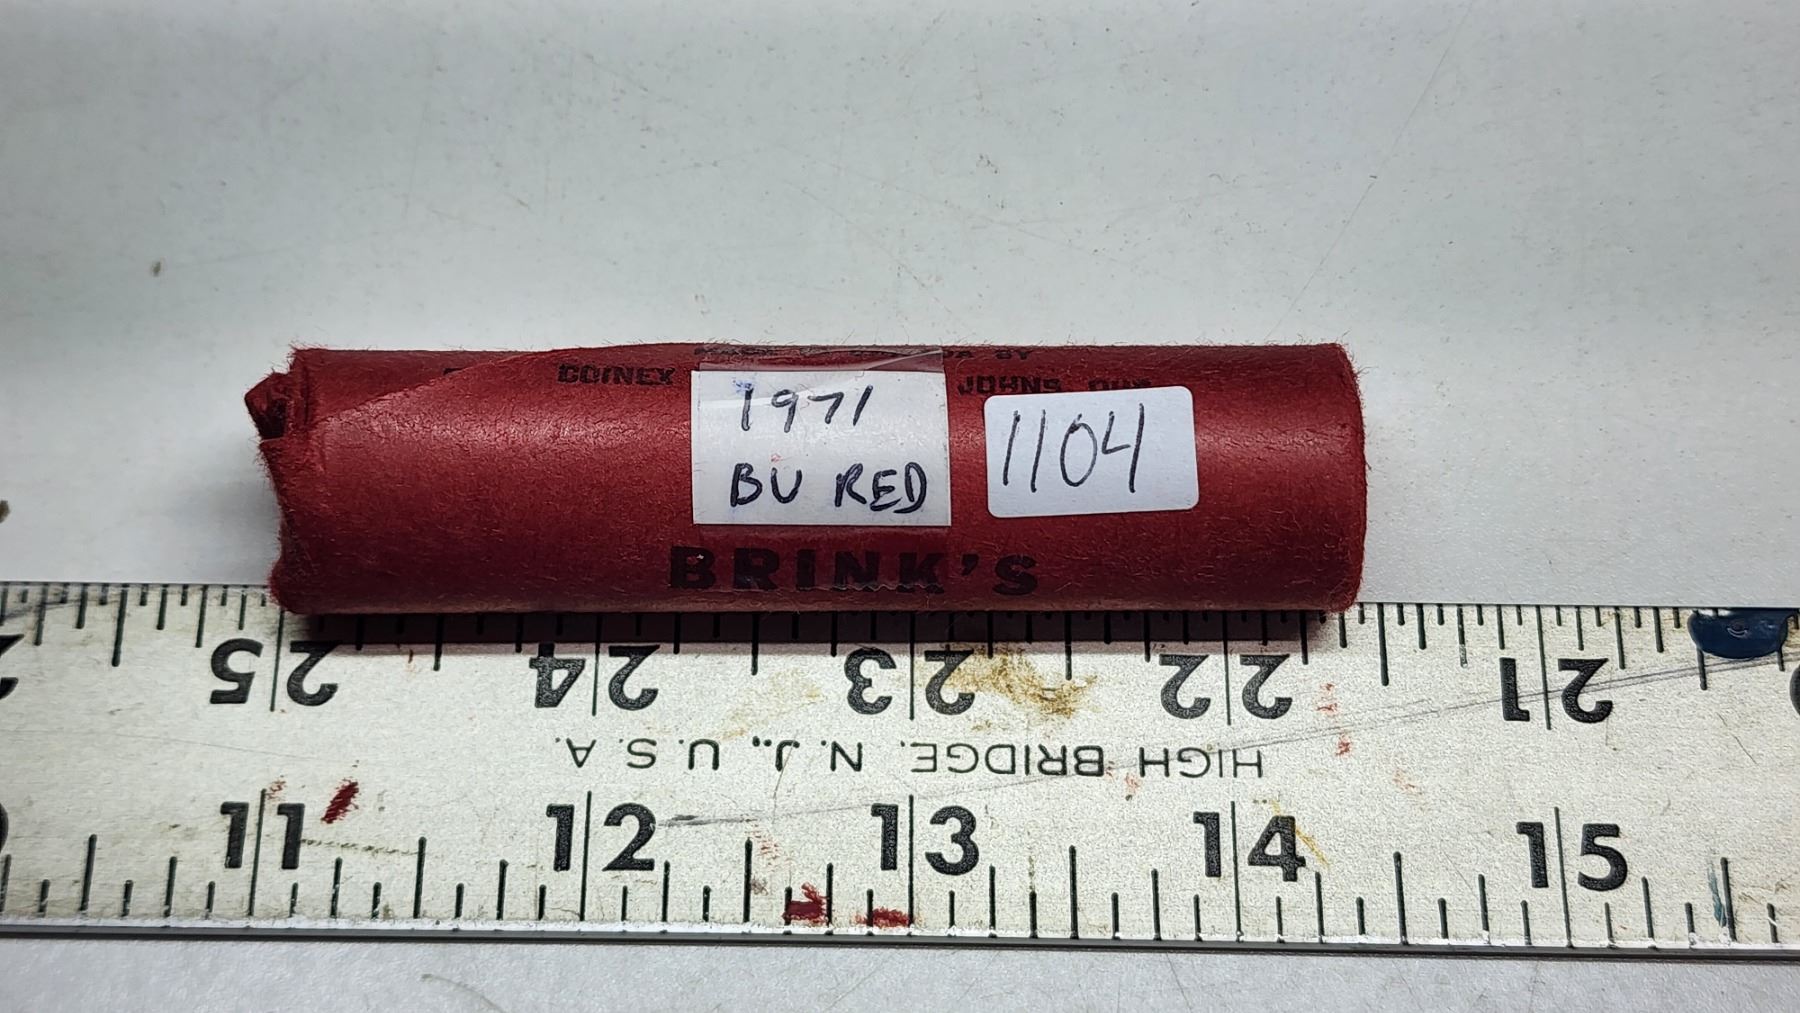 COINEX
JOHNS
1971
BU RED
1104
BRINK'S
25 24 23 22 21
HIGH BRIDGE, N.J., U.S.A.
11 12 13 14 15